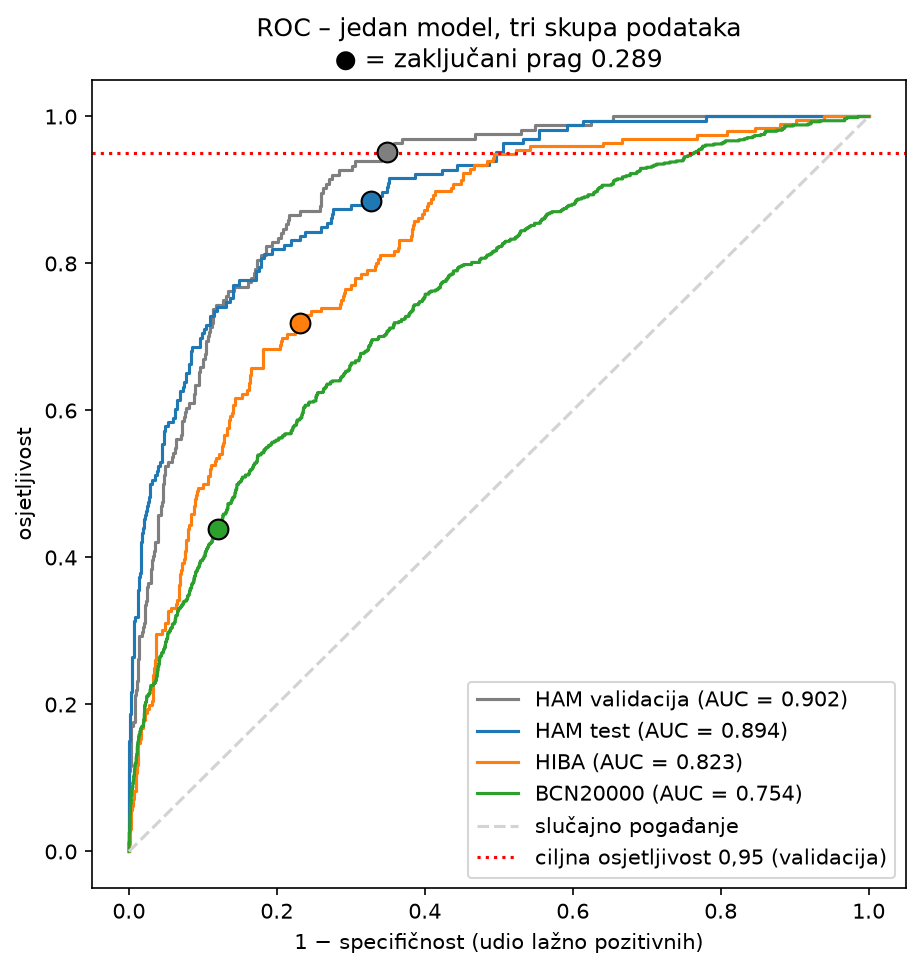 ROC – jedan model, tri skupa podataka
● = zaključani prag 0.289
1.0
0.8
0.6
0.4
0.2
0.0
osjetljivost
HAM validacija (AUC = 0.902)
HAM test (AUC = 0.894)
HIBA (AUC = 0.823)
BCN20000 (AUC = 0.754)
slučajno pogađanje
ciljna osjetljivost 0,95 (validacija)
0.0 0.2 0.4 0.6 0.8 1.0
1 − specifičnost (udio lažno pozitivnih)